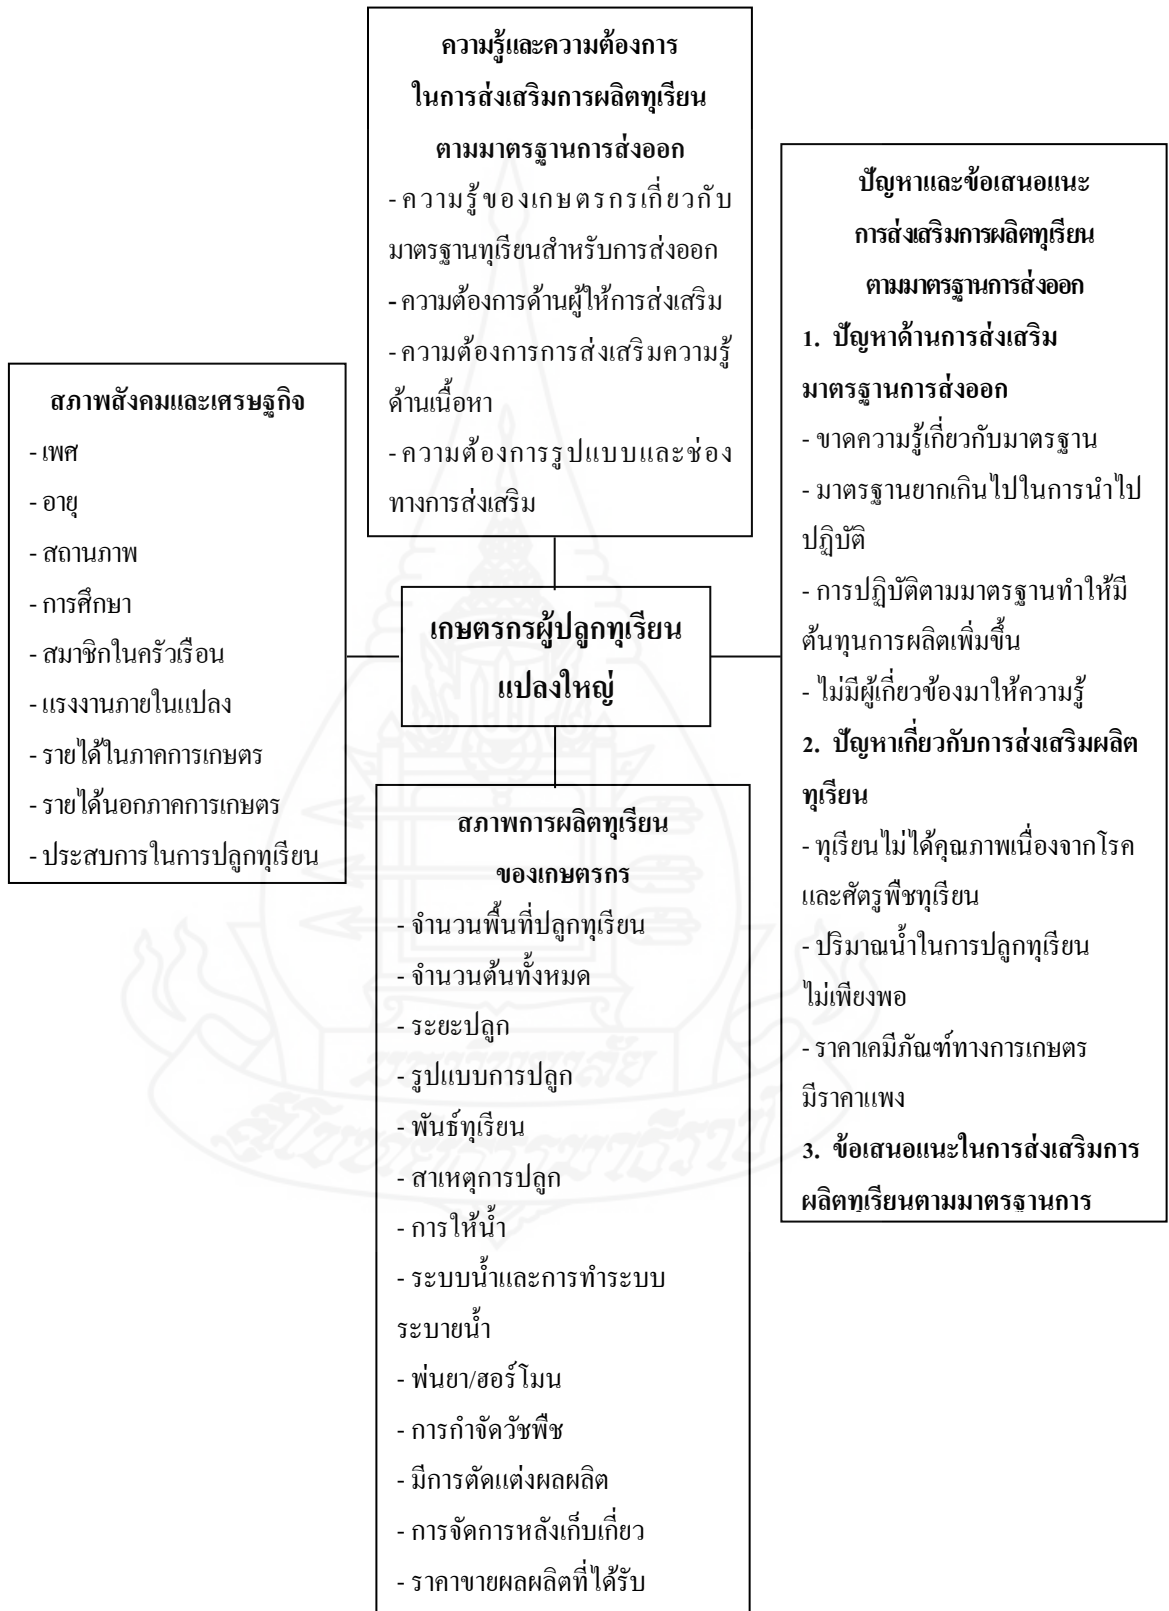 ความรู้และความต้องการ
ในการส่งเสริมการผลิตทุเรียน
ตามมาตรฐานการส่งออก
- ความรู้ของเกษตรกรเกี่ยวกับ
มาตรฐานทุเรียนสำหรับการส่งออก
- ความต้องการด้านผู้ให้การส่งเสริม
- ความต้องการการส่งเสริมความรู้
ด้านเนื้อหา
- ความต้องการรูปแบบและช่อง
ทางการส่งเสริม
สภาพสังคมและเศรษฐกิจ
- เพศ
- อายุ
- สถานภาพ
- การศึกษา
- สมาชิกในครัวเรือน
- แรงงานภายในแปลง
- รายได้ในภาคการเกษตร
- รายได้นอกภาคการเกษตร
- ประสบการในการปลูกทุเรียน
เกษตรกรผู้ปลูกทุเรียน
แปลงใหญ่
ปัญหาและข้อเสนอแนะ
การส่งเสริมการผลิตทุเรียน
ตามมาตรฐานการส่งออก
1. ปัญหาด้านการส่งเสริม
มาตรฐานการส่งออก
- ขาดความรู้เกี่ยวกับมาตรฐาน
- มาตรฐานยากเกินไปในการนำไป
ปฏิบัติ
- การปฏิบัติตามมาตรฐานทำให้มี
ต้นทุนการผลิตเพิ่มขึ้น
- ไม่มีผู้เกี่ยวข้องมาให้ความรู้
2. ปัญหาเกี่ยวกับการส่งเสริมผลิต
ทุเรียน
- ทุเรียนไม่ได้คุณภาพเนื่องจากโรค
และศัตรูพืชทุเรียน
- ปริมาณน้ำในการปลูกทุเรียน
ไม่เพียงพอ
- ราคาเคมีภัณฑ์ทางการเกษตร
มีราคาแพง
3. ข้อเสนอแนะในการส่งเสริมการ
ผลิตทุเรียนตามมาตรฐานการ
สภาพการผลิตทุเรียน
ของเกษตรกร
- จำนวนพื้นที่ปลูกทุเรียน
- จำนวนต้นทั้งหมด
- ระยะปลูก
- รูปแบบการปลูก
- พันธ์ทุเรียน
- สาเหตุการปลูก
- การให้น้ำ
- ระบบน้ำและการทำระบบ
ระบายน้ำ
- พ่นยา/ฮอร์โมน
- การกำจัดวัชพืช
- มีการตัดแต่งผลผลิต
- การจัดการหลังเก็บเกี่ยว
- ราคาขายผลผลิตที่ได้รับ
มหาวิทยาลัย
สุโขทัยธรรมาธิราช